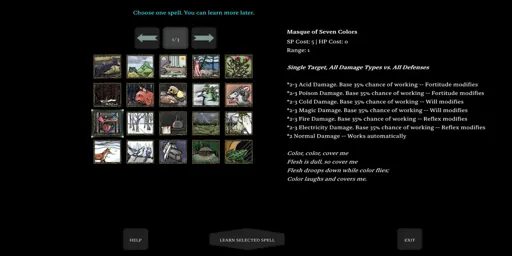 Choose one spell. You can learn more later.
1/3
Masque of Seven Colors
SP Cost: 5 | HP Cost: 0
Range: 1
Single Target, All Damage Types vs. All Defenses
*2-3 Acid Damage. Base 35% chance of working -- Fortitude modifies
*2-3 Poison Damage. Base 35% chance of working -- Fortitude modifies
*2-3 Cold Damage. Base 35% chance of working -- Will modifies
*2-3 Magic Damage. Base 35% chance of working -- Will modifies
*2-3 Fire Damage. Base 35% chance of working -- Reflex modifies
*2-3 Electricity Damage. Base 35% chance of working -- Reflex modifies
*2 Normal Damage -- Works automatically
Color, color, cover me
Flesh is dull, so cover me
Flesh droops down while color flies;
Color laughs and covers me.
HELP
LEARN SELECTED SPELL
EXIT